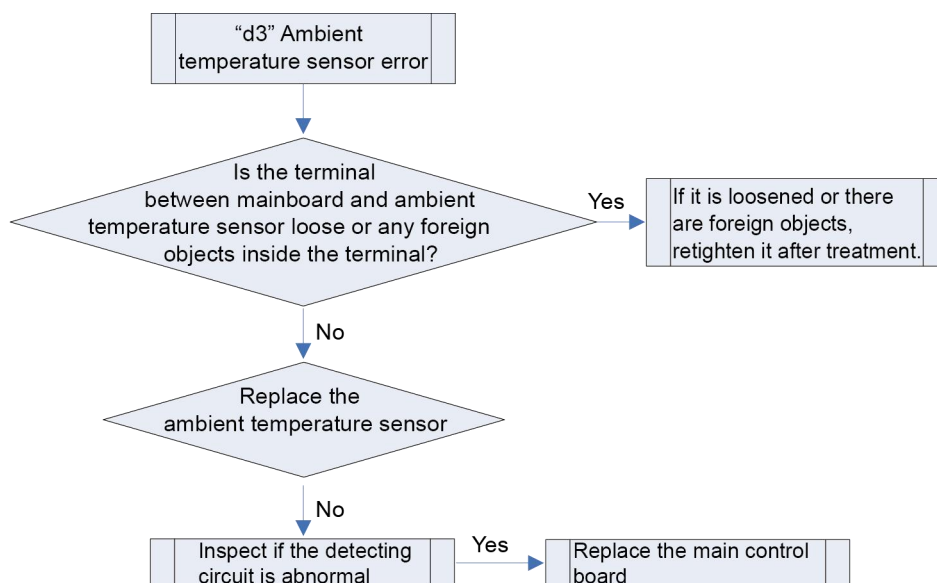 “d3” Ambient
temperature sensor error
Is the terminal
between mainboard and ambient
temperature sensor loose or any foreign
objects inside the terminal?
Yes
If it is loosened or there
are foreign objects,
retighten it after treatment.
No
Replace the
ambient temperature sensor
No
Inspect if the detecting
circuit is abnormal
Yes
Replace the main control
board